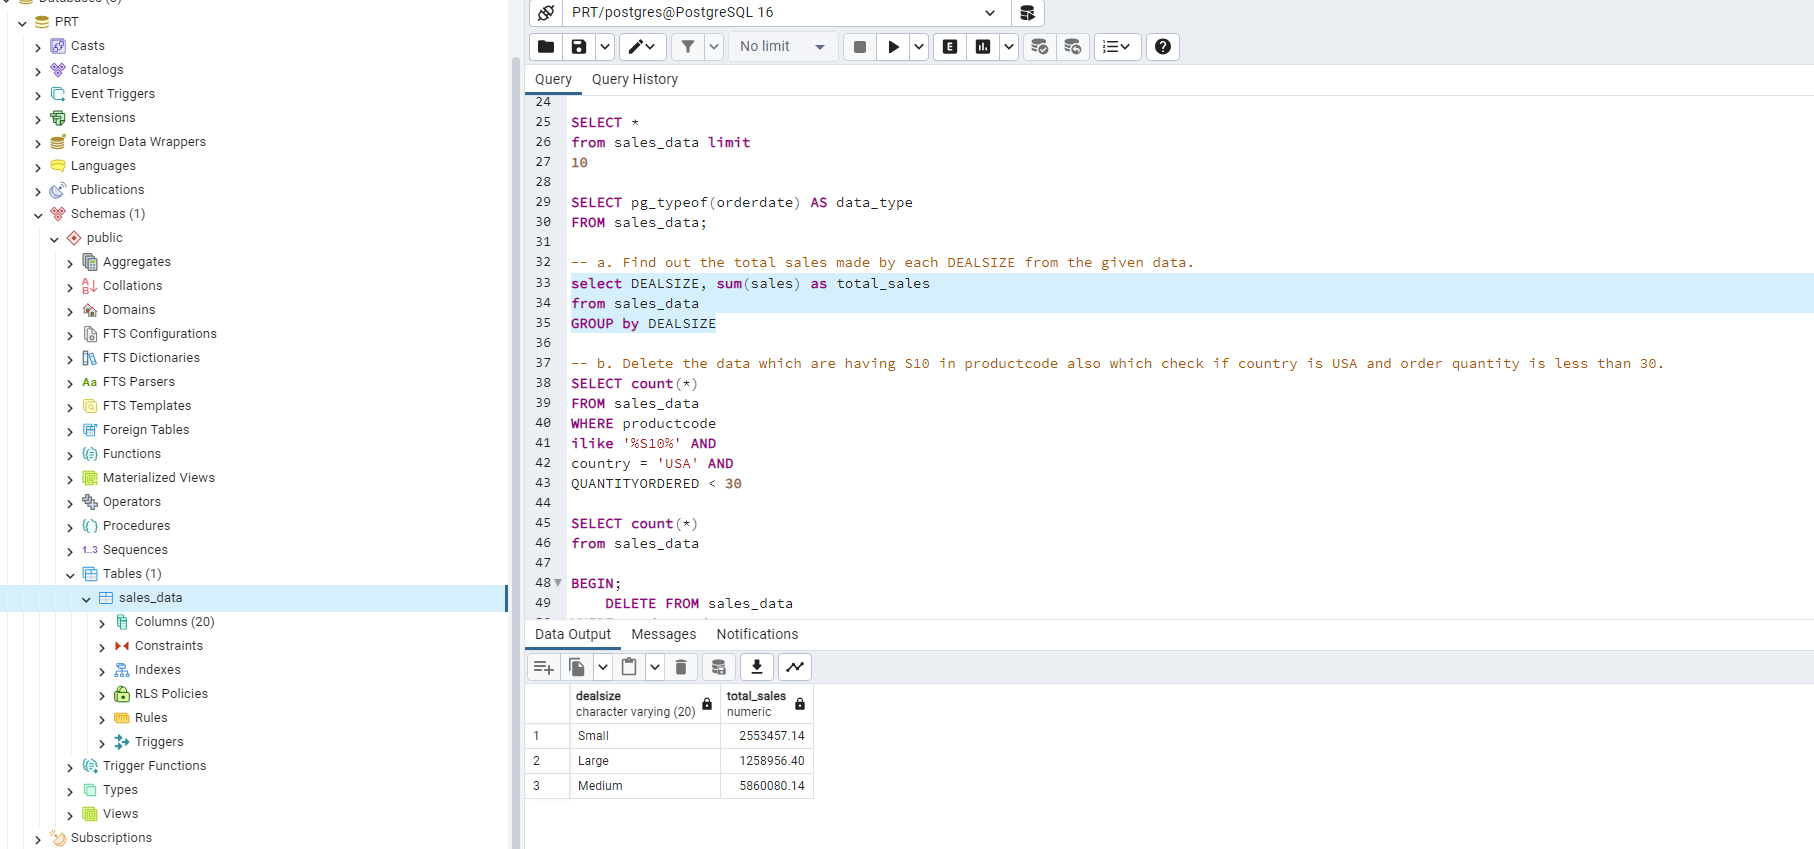 Databases (3)
PRT
Casts
Catalogs
Event Triggers
Extensions
Foreign Data Wrappers
Languages
Publications
Schemas (1)
public
Aggregates
Collations
Domains
FTS Configurations
FTS Dictionaries
Aa FTS Parsers
FTS Templates
Foreign Tables
Functions
Materialized Views
Operators
Procedures
1..3 Sequences
Tables (1)
sales_data
Columns (20)
Constraints
Indexes
RLS Policies
Rules
Triggers
Trigger Functions
Types
Views
Subscriptions
PRT/postgres@PostgreSQL 16
No limit
E
Query Query History
24
25 SELECT *
26 from sales_data limit
27 10
28
29 SELECT pg_typeof(orderdate) AS data_type
30 FROM sales_data;
31
32 -- a. Find out the total sales made by each DEALSIZE from the given data.
33 select DEALSIZE, sum(sales) as total_sales
34 from sales_data
35 GROUP by DEALSIZE
36
37 -- b. Delete the data which are having S10 in productcode also which check if country is USA and order quantity is less than 30.
38 SELECT count(*)
39 FROM sales_data
40 WHERE productcode
41 ilike '%S10%' AND
42 country = 'USA' AND
43 QUANTITYORDERED < 30
44
45 SELECT count(*)
46 from sales_data
47
48 BEGIN;
49 DELETE FROM sales_data
Data Output Messages Notifications
dealsize total_sales
character varying (20) numeric
1 Small 2553457.14
2 Large 1258956.40
3 Medium 5860080.14